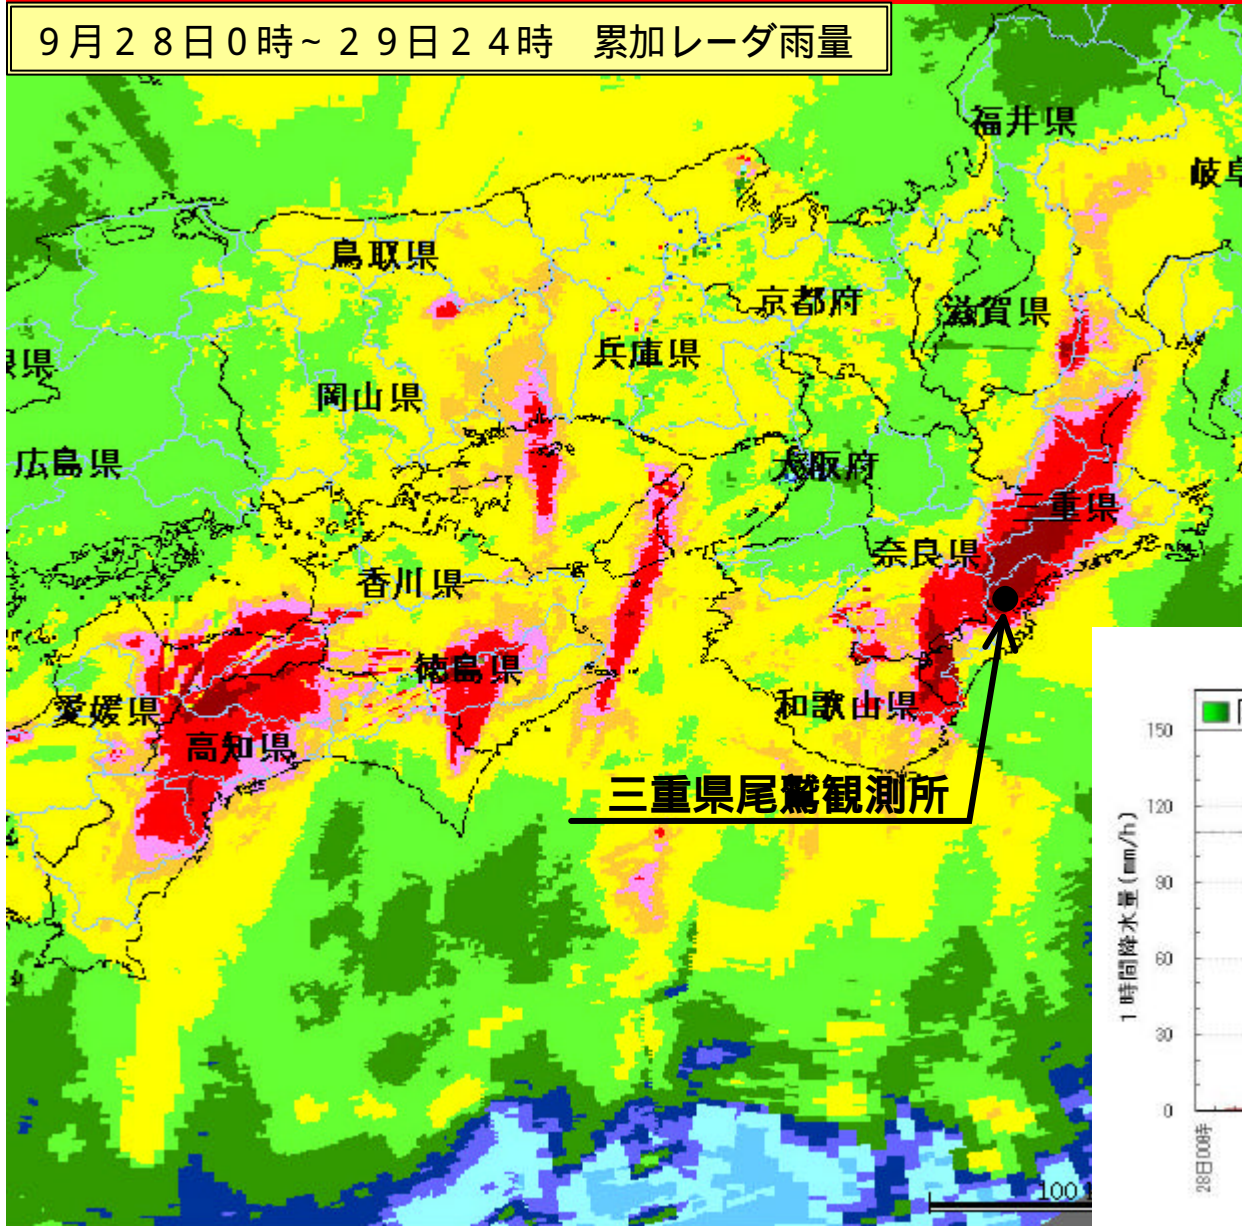 ９月２８日０時~２９日２４時　累加レーダ雨量
福井県
岐阜
鳥取県
京都府
滋賀県
兵庫県
県
岡山県
広島県
大阪府
三重県
奈良県
香川県
徳島県
愛媛県
和歌山県
高知県
三重県尾鷲観測所
150
120
90
60
30
0
1時間降水量(mm/h)
28日00時
100